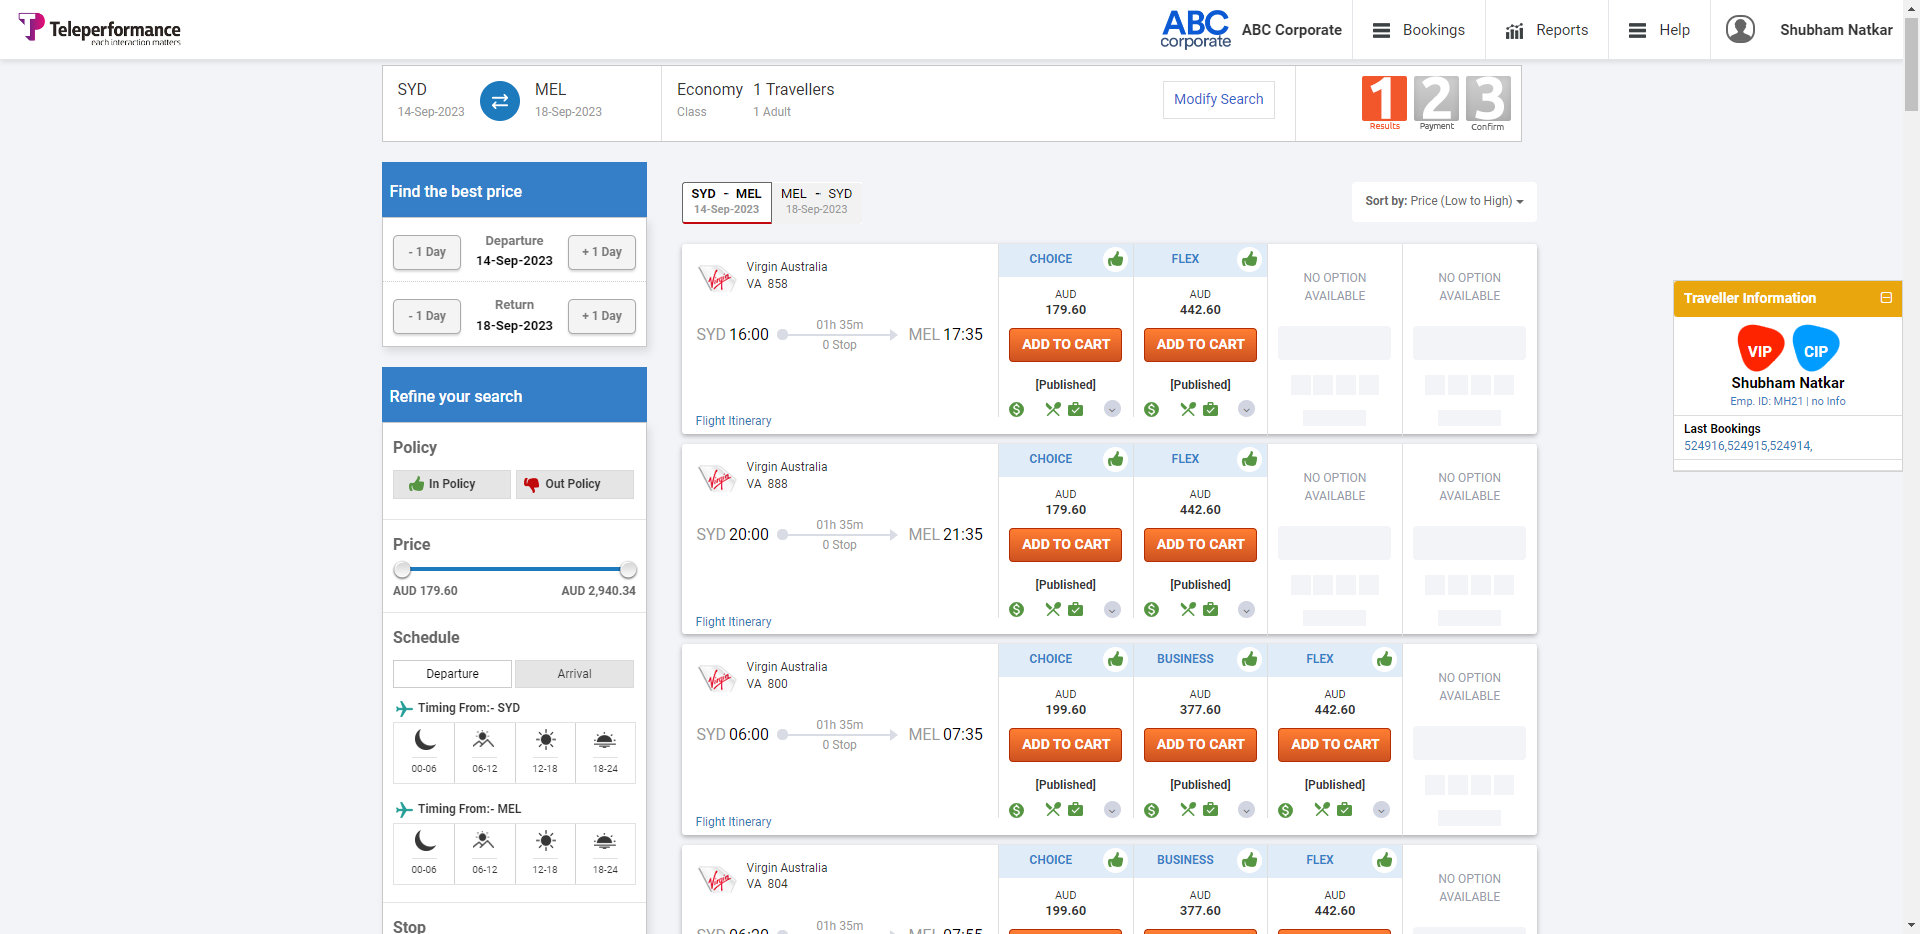 Teleperformance
each interaction matters
ABC
corporate
ABC Corporate
Bookings
Reports
Help
Shubham Natkar
SYD
14-Sep-2023
MEL
18-Sep-2023
Economy
Class
1 Travellers
1 Adult
Modify Search
1
Results
2
Payment
3
Confirm
Find the best price
- 1 Day
Departure
14-Sep-2023
+ 1 Day
- 1 Day
Return
18-Sep-2023
+ 1 Day
Refine your search
Policy
In Policy
Out Policy
Price
AUD 179.60
AUD 2,940.34
Schedule
Departure
Arrival
Timing From:- SYD
00-06
06-12
12-18
18-24
Timing From:- MEL
00-06
06-12
12-18
18-24
Stop
SYD - MEL
14-Sep-2023
MEL - SYD
18-Sep-2023
Sort by: Price (Low to High)
Virgin Australia
VA 858
SYD 16:00
01h 35m
0 Stop
MEL 17:35
Flight Itinerary
CHOICE
AUD
179.60
ADD TO CART
[Published]
FLEX
AUD
442.60
ADD TO CART
[Published]
NO OPTION
AVAILABLE
NO OPTION
AVAILABLE
Virgin Australia
VA 888
SYD 20:00
01h 35m
0 Stop
MEL 21:35
Flight Itinerary
CHOICE
AUD
179.60
ADD TO CART
[Published]
FLEX
AUD
442.60
ADD TO CART
[Published]
NO OPTION
AVAILABLE
NO OPTION
AVAILABLE
Virgin Australia
VA 800
SYD 06:00
01h 35m
0 Stop
MEL 07:35
Flight Itinerary
CHOICE
AUD
199.60
ADD TO CART
[Published]
BUSINESS
AUD
377.60
ADD TO CART
[Published]
FLEX
AUD
442.60
ADD TO CART
[Published]
NO OPTION
AVAILABLE
Virgin Australia
VA 804
SYD 06:20
01h 35m
MEL 07:55
CHOICE
AUD
199.60
BUSINESS
AUD
377.60
FLEX
AUD
442.60
NO OPTION
AVAILABLE
Traveller Information
VIP
CIP
Shubham Natkar
Emp. ID: MH21 | no Info
Last Bookings
524916,524915,524914,